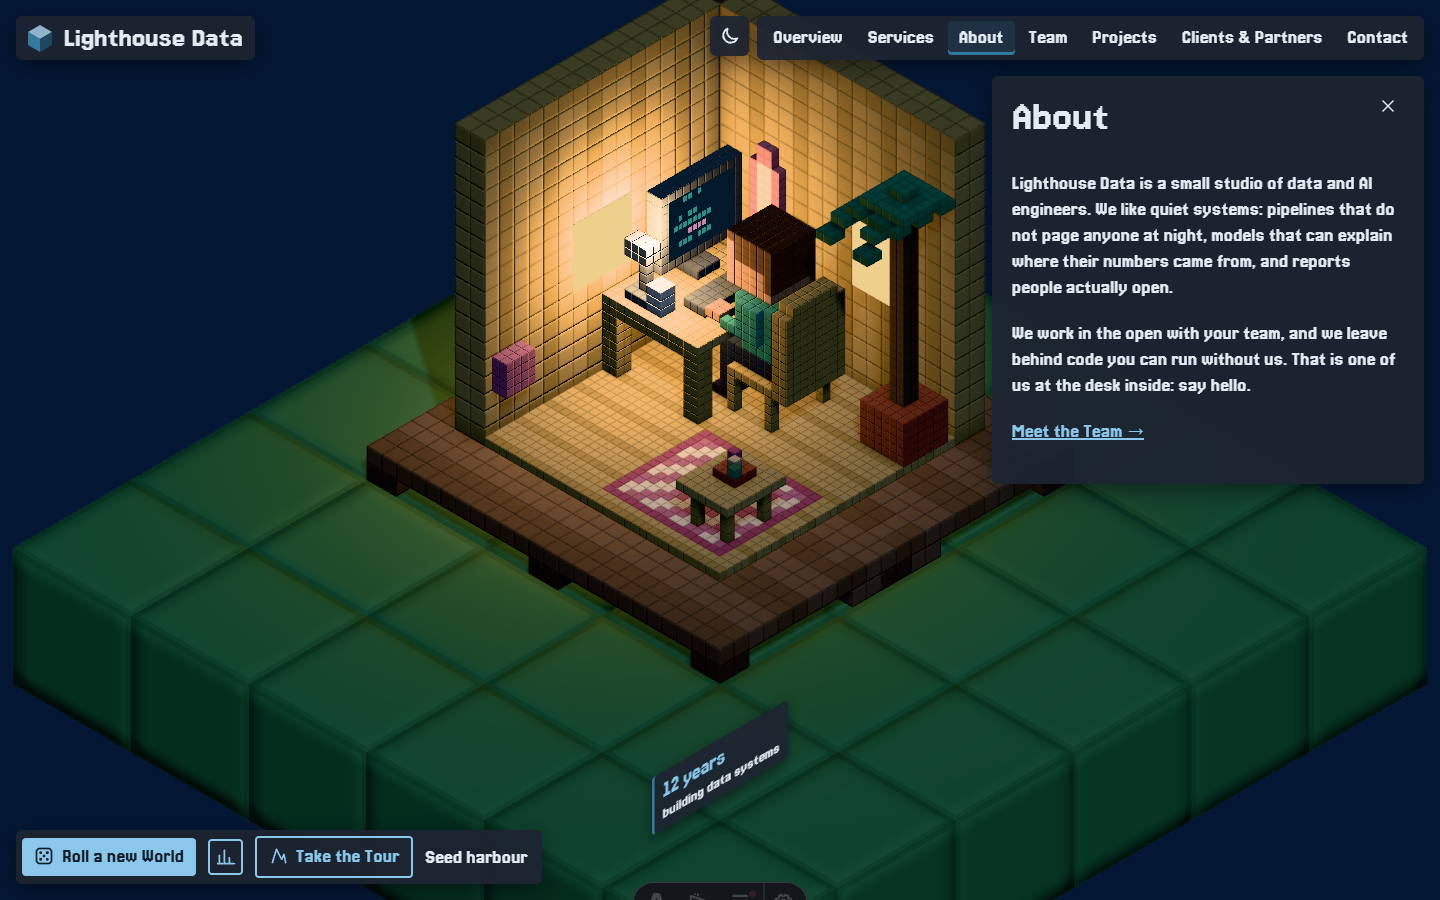 Lighthouse Data
Overview
Services
About
Team
Projects
Clients & Partners
Contact
About
Lighthouse Data is a small studio of data and AI
engineers. We like quiet systems: pipelines that do
not page anyone at night, models that can explain
where their numbers came from, and reports
people actually open.
We work in the open with your team, and we leave
behind code you can run without us. That is one of
us at the desk inside: say hello.
Meet the Team →
12 years
building data systems
Roll a new World
Take the Tour
Seed harbour